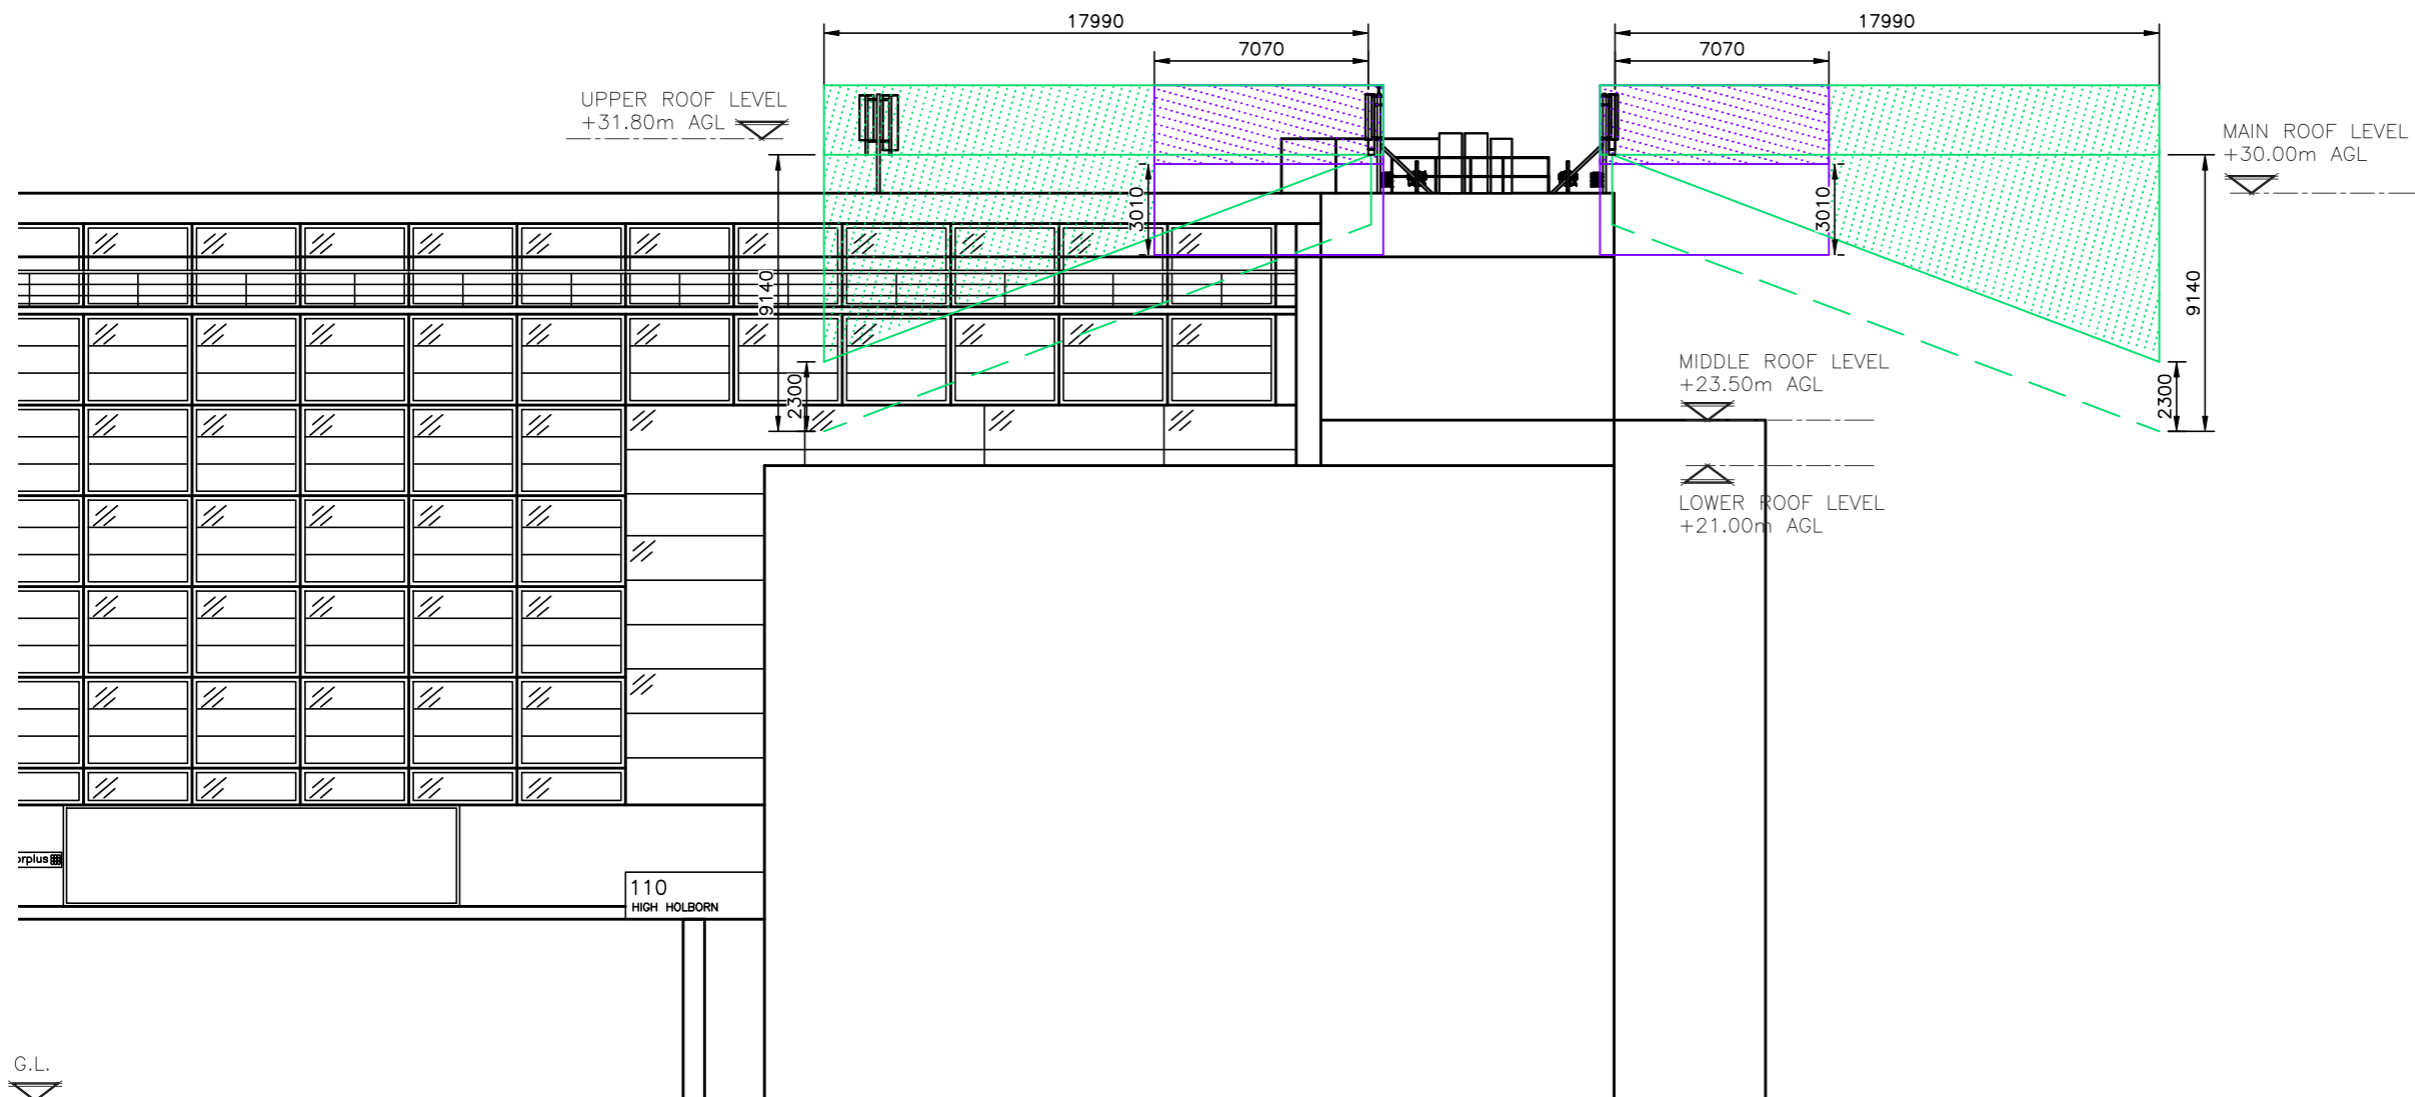 17990
17990
7070
7070
UPPER ROOF LEVEL
+31.80m AGL
MAIN ROOF LEVEL
+30.00m AGL
3010
3010
9140
9140
MIDDLE ROOF LEVEL
+23.50m AGL
2300
2300
LOWER ROOF LEVEL
+21.00m AGL
orplus
110
HIGH HOLBORN
G.L.